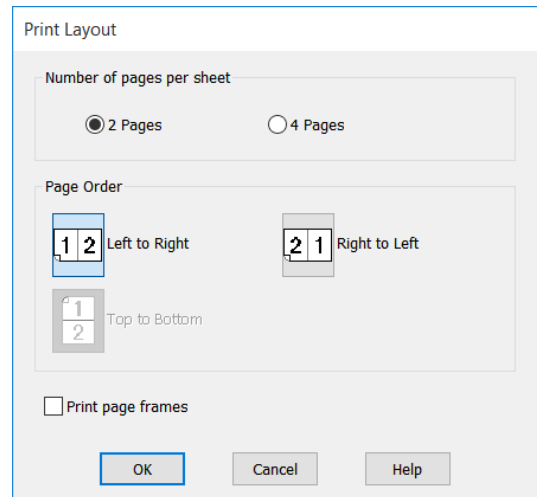 Print Layout
Number of pages per sheet
2 Pages 4 Pages
Page Order
1 2 Left to Right 2 1 Right to Left
1
2 Top to Bottom
Print page frames
OK Cancel Help